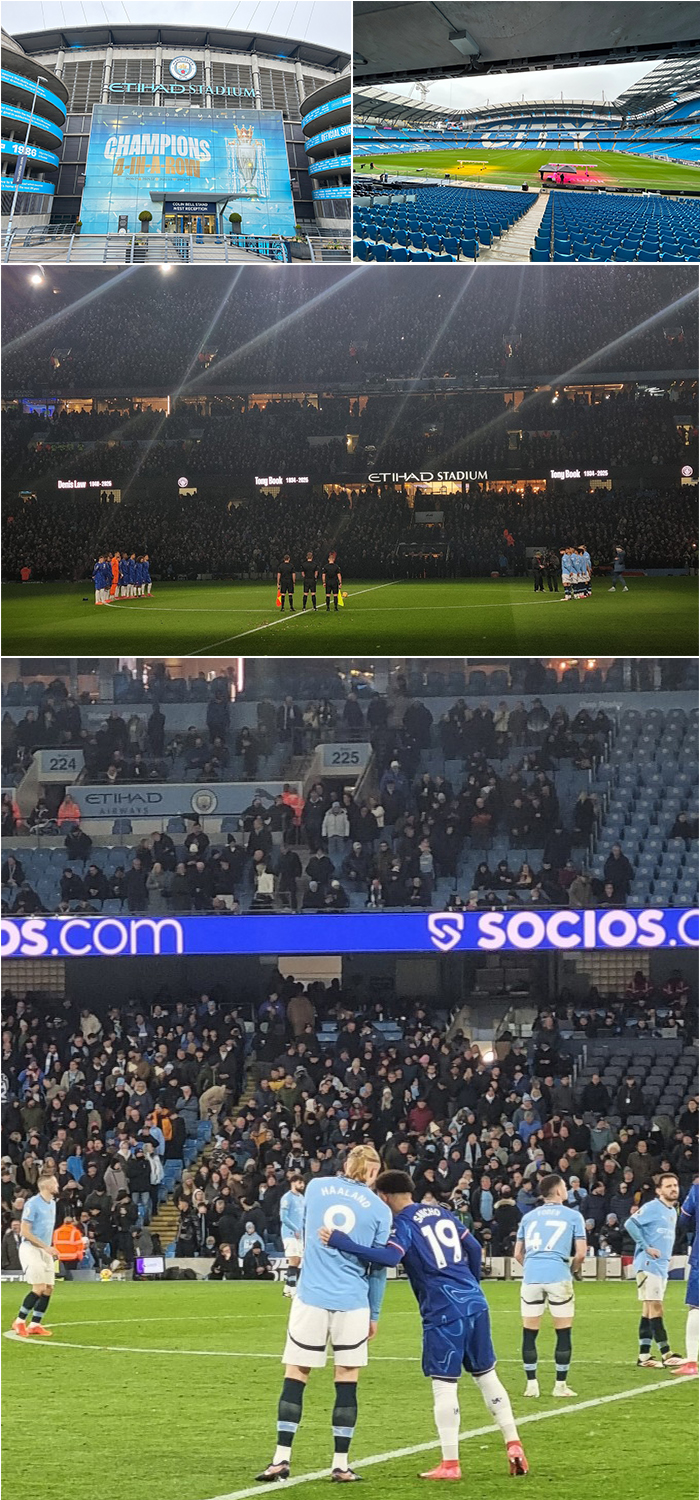 ETIHAD STADIUM
CHAMPIONS
4-IN-A-ROW
1986
OFFICIAL
COLIN BELL STAND
WEST RECEPTION
Denis Law 1940 - 2025
Tony Book 1934 - 2025
ETIHAD STADIUM
Tony Book 1934 - 2025
224
225
ETIHAD
AIRWAYS
OS.com
SOCIOS.C
HAALAND
9
SANCHO
19
47